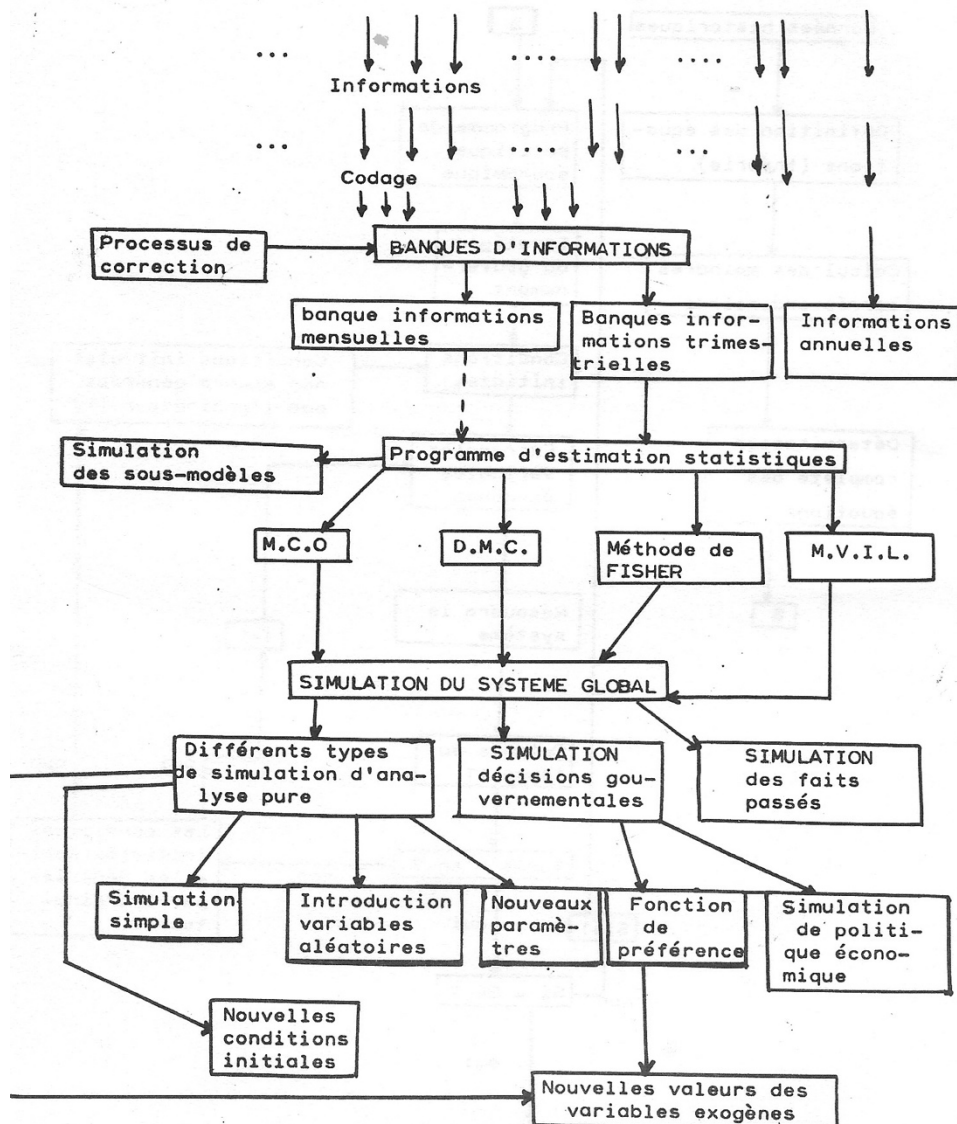 ....
....
....
Informations
...
.....
...
Codage
Processus de
correction
BANQUES D'INFORMATIONS
banque informations
mensuelles
Banques infor-
mations trimes-
trielles
Informations
annuelles
Simulation
des sous-modèles
Programme d'estimation statistiques
M.C.O
D.M.C.
Méthode de
FISHER
M.V.I.L.
SIMULATION DU SYSTEME GLOBAL
Différents types
de simulation d'ana-
lyse pure
SIMULATION
décisions gou-
vernementales
SIMULATION
des faits
passés
Simulation
simple
Introduction
variables
aléatoires
Nouveaux
paramè-
tres
Fonction
de
préférence
Simulation
de politi-
que écono-
mique
Nouvelles
conditions
initiales
Nouvelles valeurs des
variables exogènes